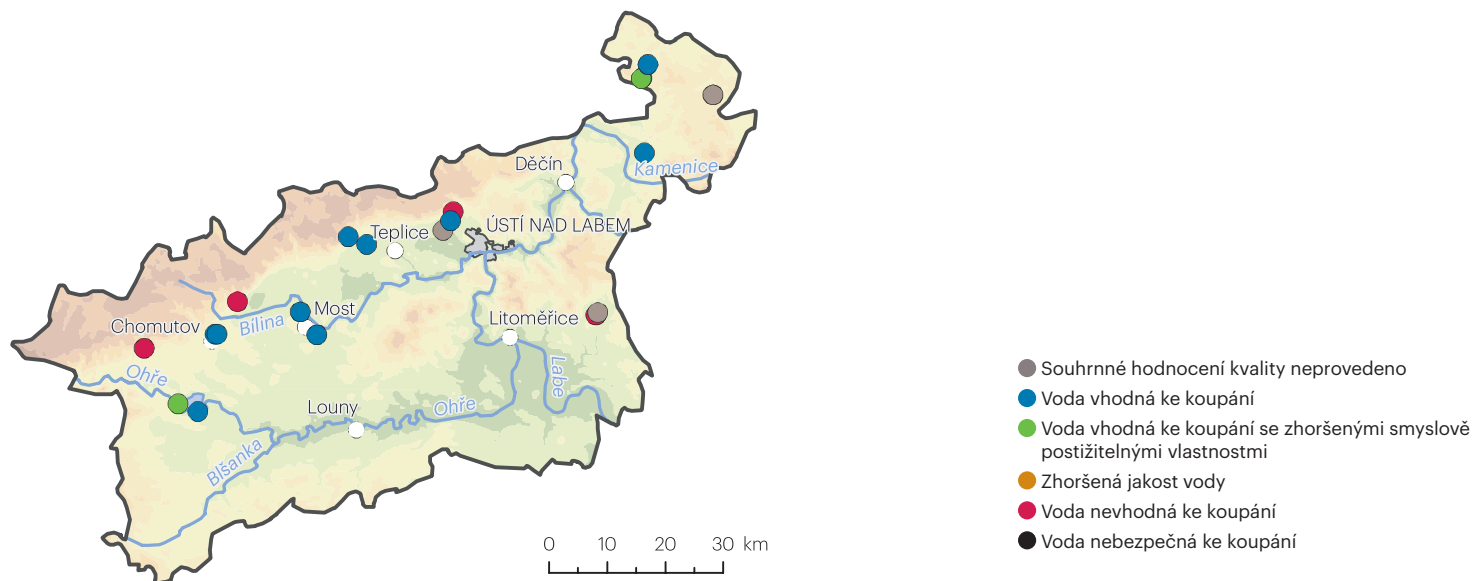 Děčín
Kamenice
ÚSTÍ NAD LABEM
Teplice
Most
Litoměřice
Chomutov
Bílina
Ohře
Labe
Louny
Ohře
Blšanka
0 10 20 30 km
Souhrnné hodnocení kvality neprovedeno
Voda vhodná ke koupání
Voda vhodná ke koupání se zhoršenými smyslově
postižitelnými vlastnostmi
Zhoršená jakost vody
Voda nevhodná ke koupání
Voda nebezpečná ke koupání